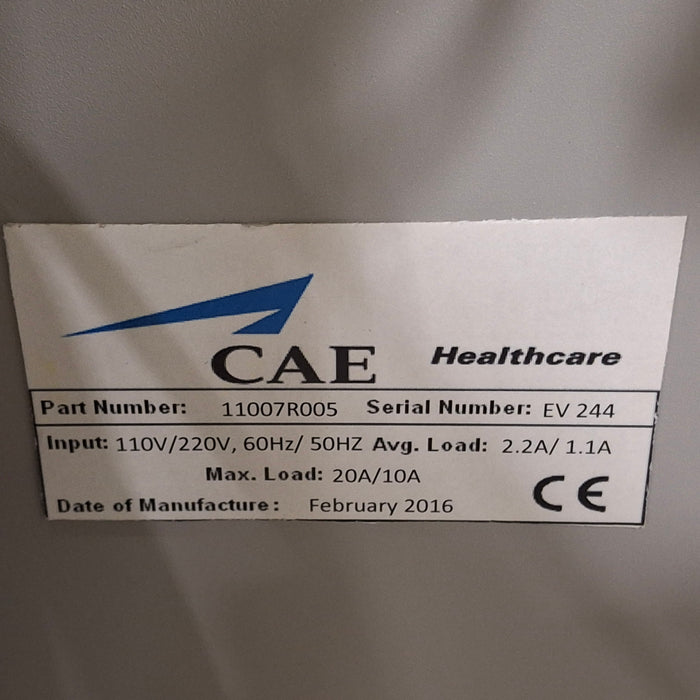 CAE Healthcare
Part Number: 11007R005 Serial Number: EV 244
Input: 110V/220V, 60Hz/ 50HZ Avg. Load: 2.2A/ 1.1A
Max. Load: 20A/10A
CE
Date of Manufacture: February 2016